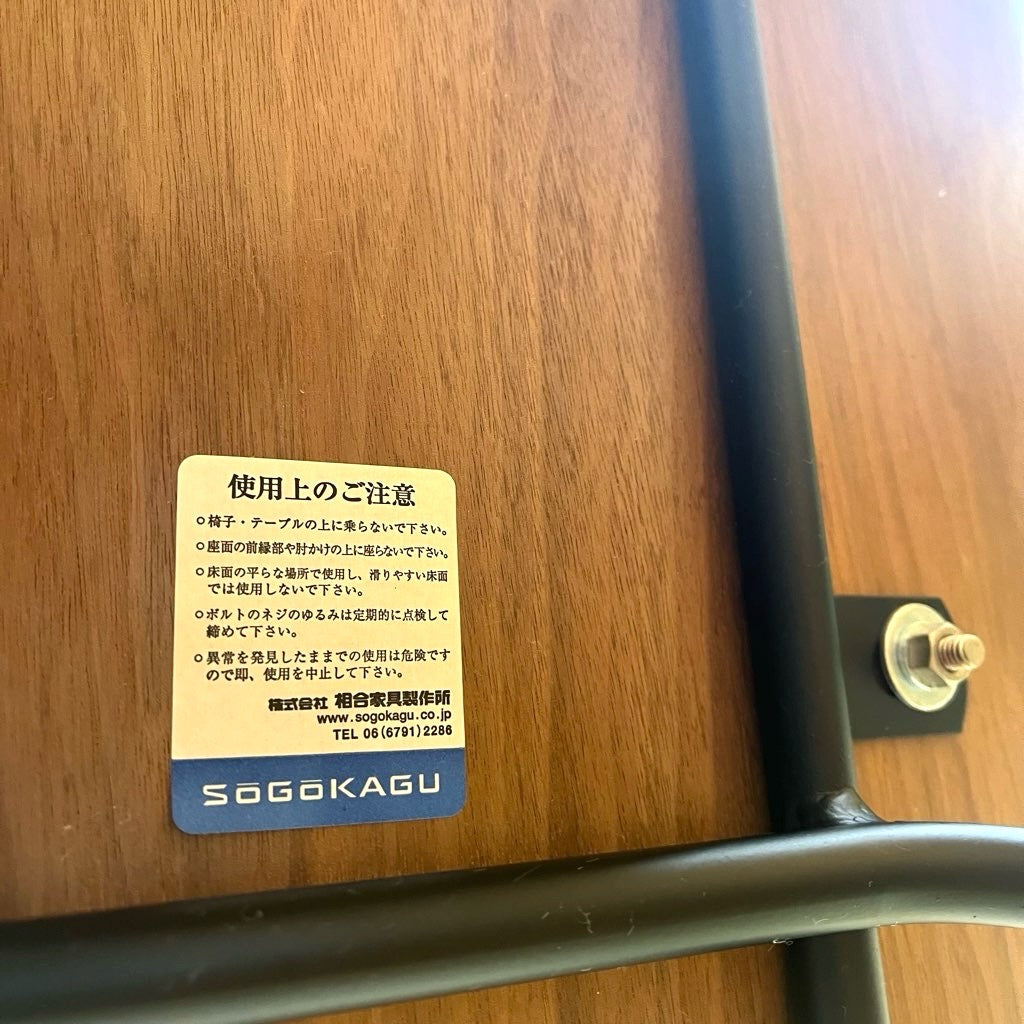 使用上のご注意
○椅子・テーブルの上に乗らないで下さい。
○座面の前縁部や肘かけの上に座らないで下さい。
○床面の平らな場所で使用し、滑りやすい床面
では使用しないで下さい。
○ボルトのネジのゆるみは定期的に点検して
締めて下さい。
○異常を発見したままでの使用は危険です
ので即、使用を中止して下さい。
株式会社 相合家具製作所
www.sogokagu.co.jp
TEL 06(6791)2286
SōGōKAGU